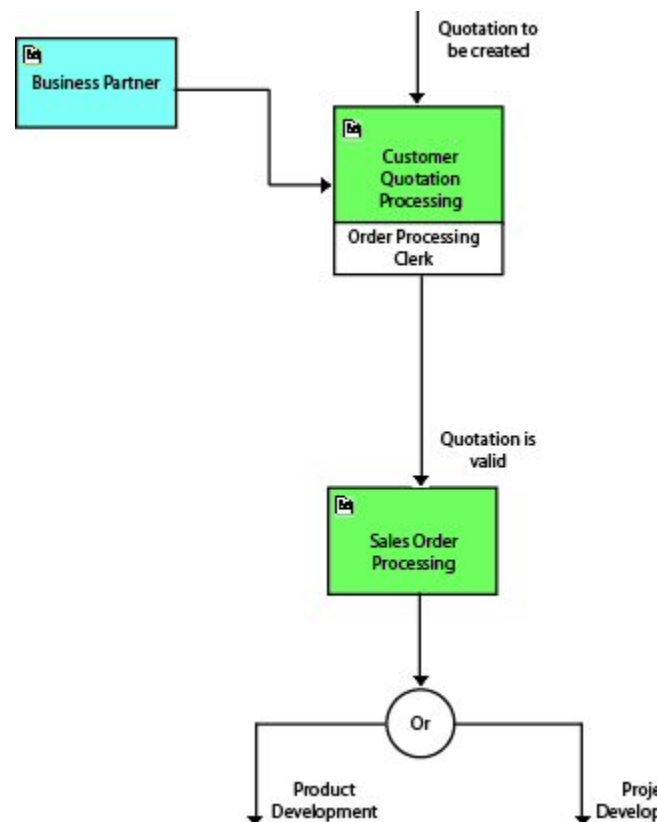 Quotation to
be created
Business Partner
Customer
Quotation
Processing
Order Processing
Clerk
Quotation is
valid
Sales Order
Processing
Or
Product
Development